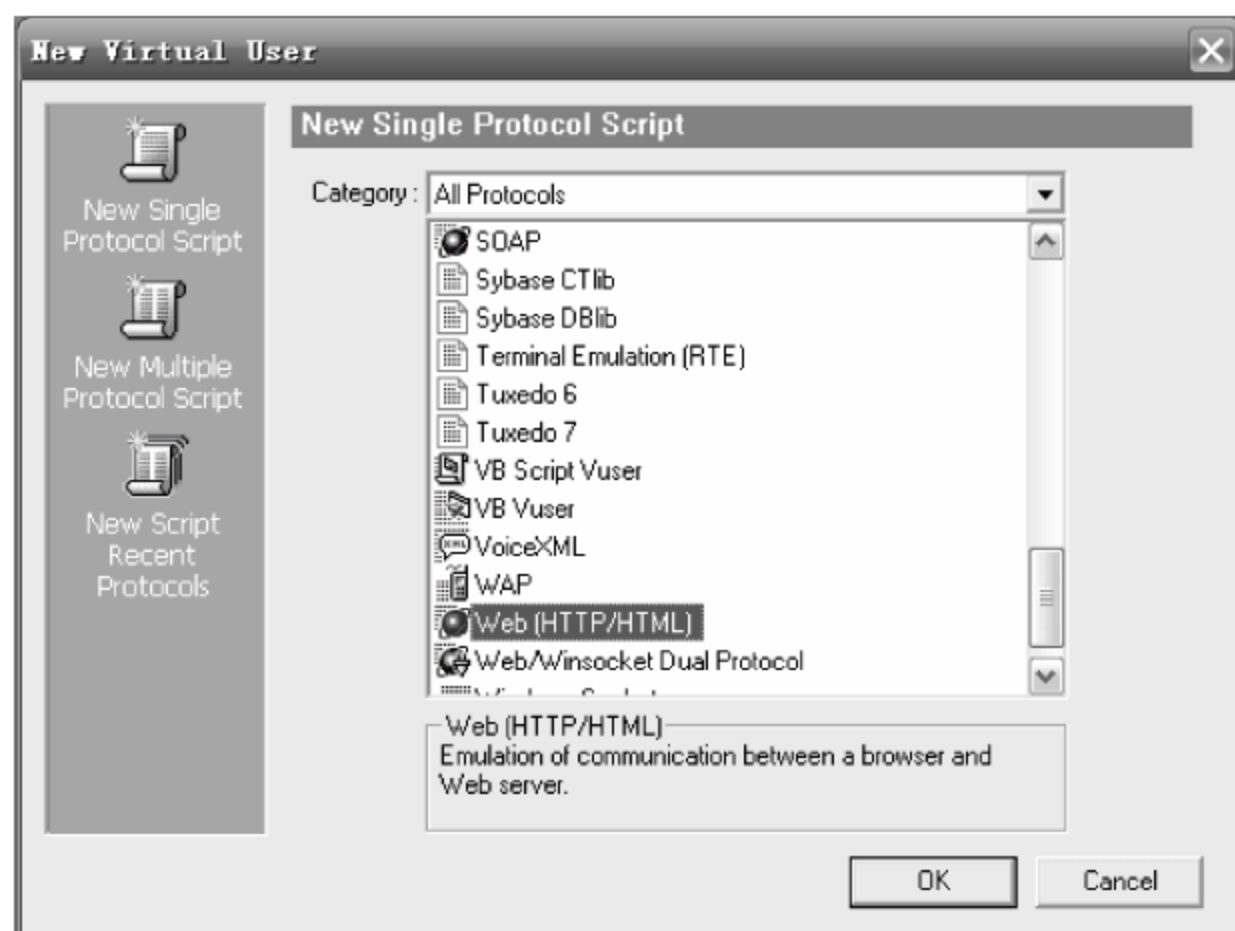 New Virtual User
New Single
Protocol Script
New Multiple
Protocol Script
New Script
Recent
Protocols
New Single Protocol Script
Category :
All Protocols
SOAP
Sybase CTlib
Sybase DBlib
Terminal Emulation (RTE)
Tuxedo 6
Tuxedo 7
VB Script Vuser
VB Vuser
VoiceXML
WAP
Web (HTTP/HTML)
Web/Winsocket Dual Protocol
Web (HTTP/HTML)
Emulation of communication between a browser and
Web server.
OK
Cancel